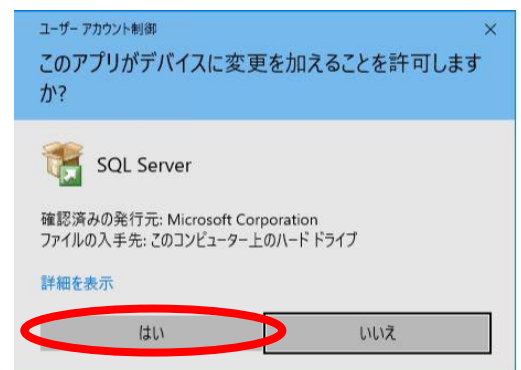 ユーザー アカウント制御
このアプリがデバイスに変更を加えることを許可します
か?
SQL Server
確認済みの発行元: Microsoft Corporation
ファイルの入手先: このコンピューター上のハード ドライブ
詳細を表示
はい
いいえ